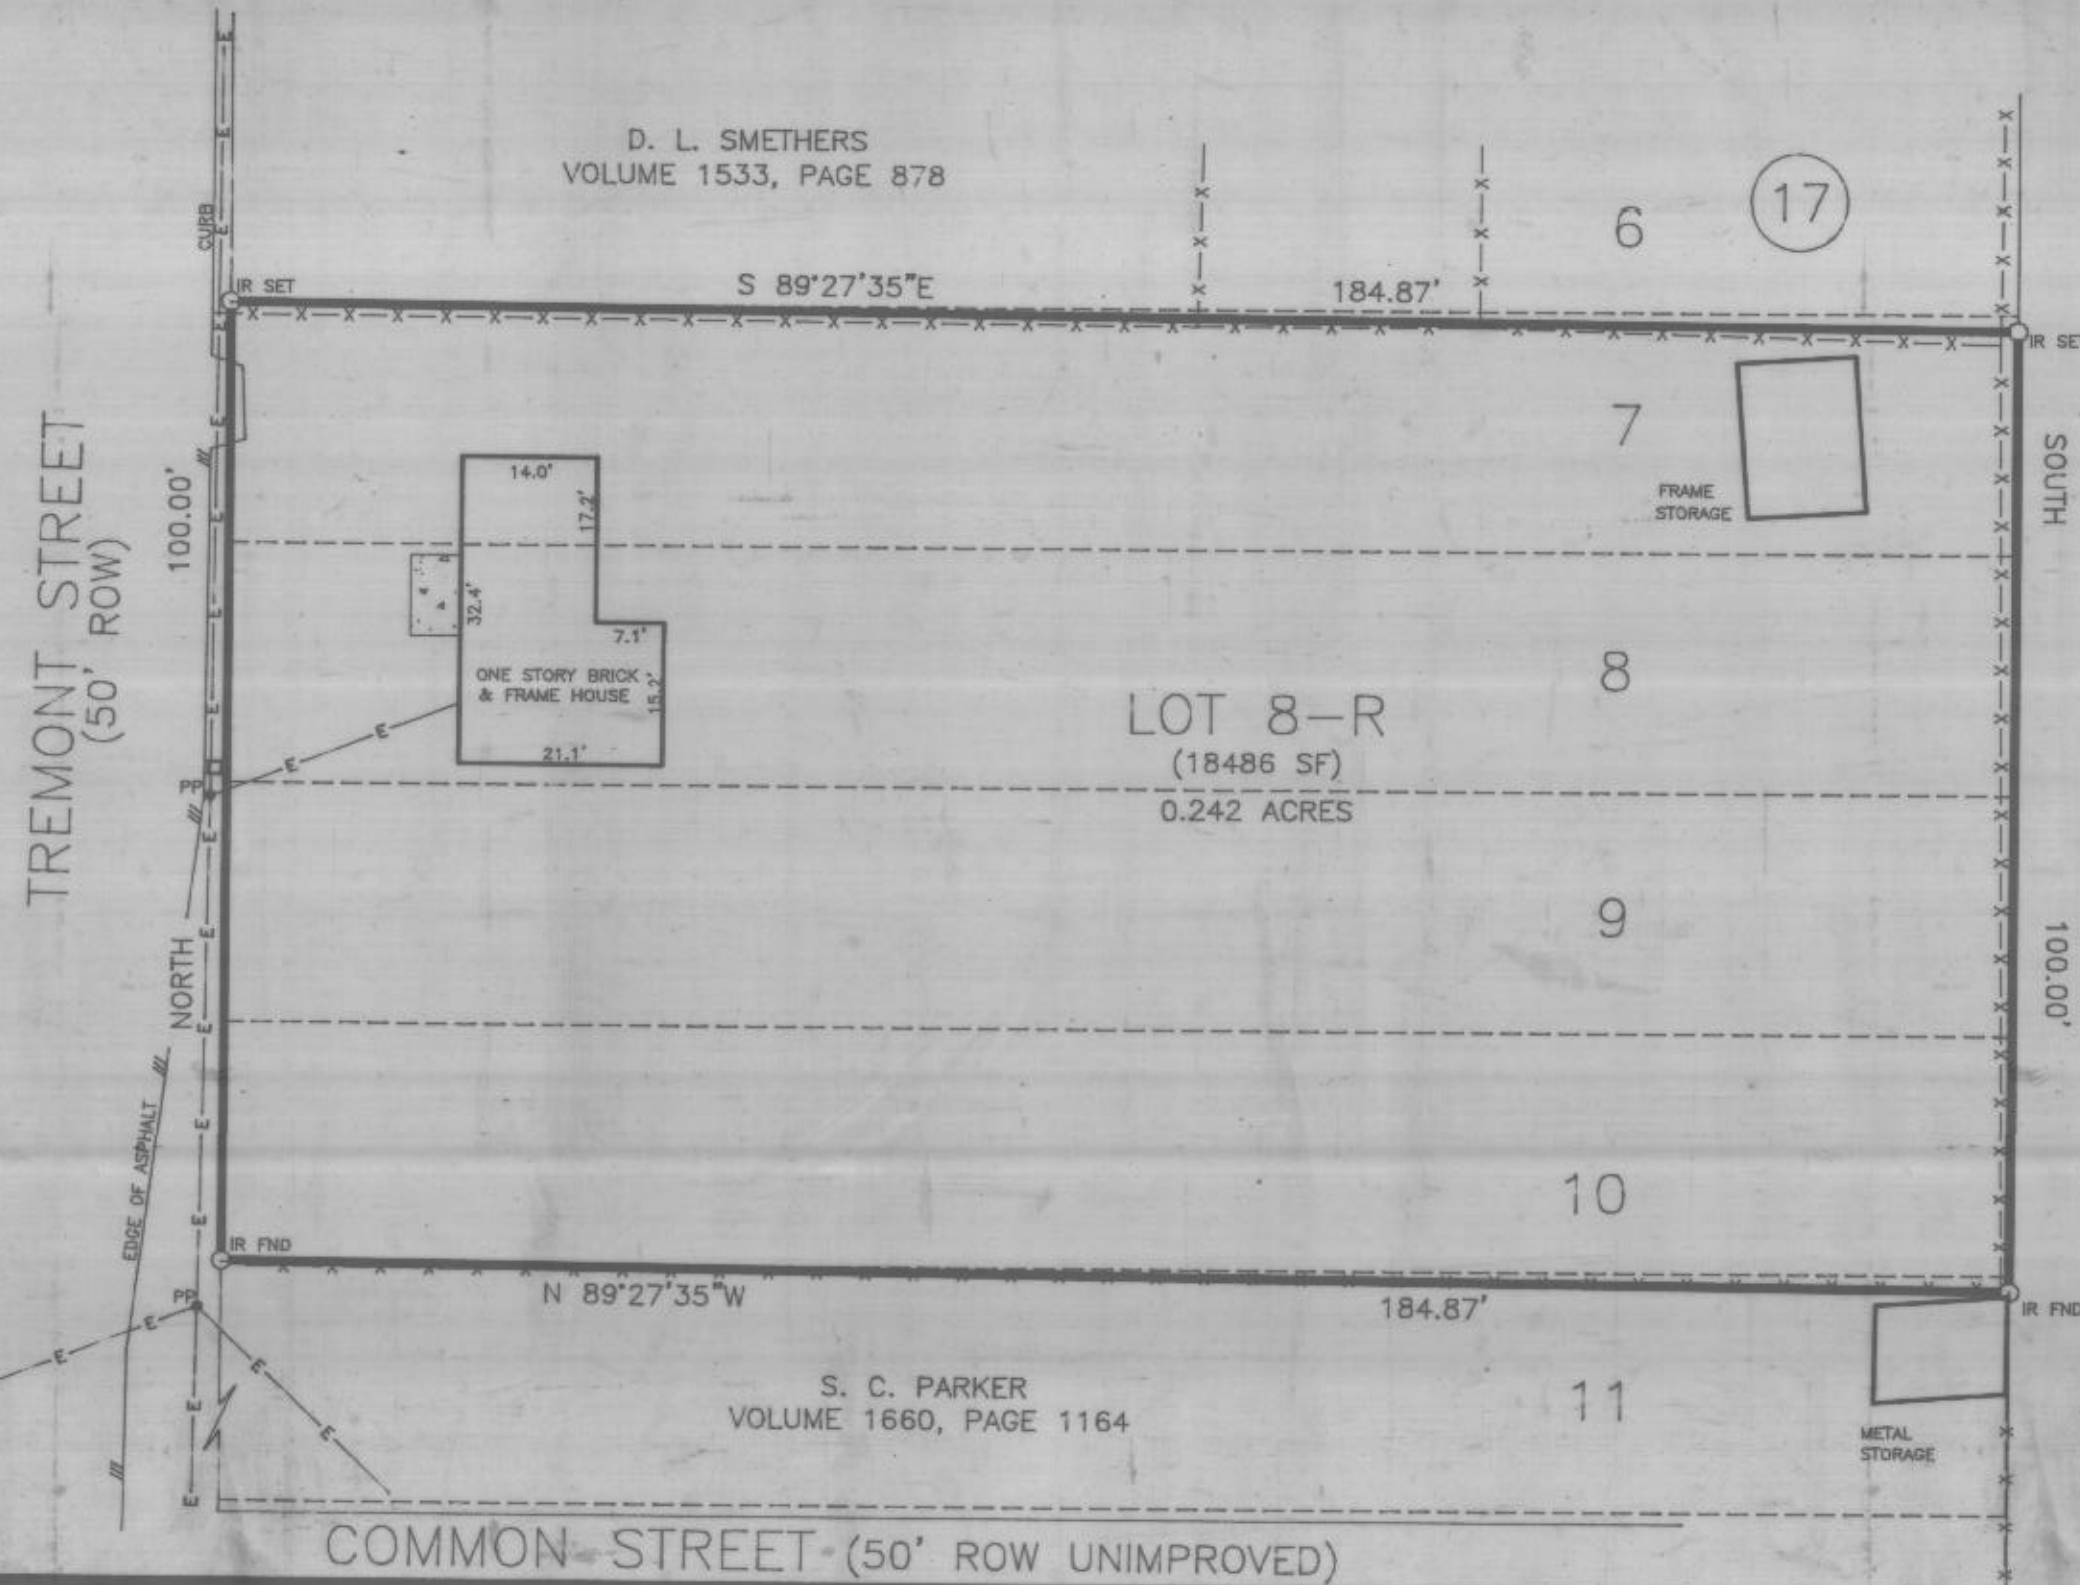 D. L. SMETHERS
VOLUME 1533, PAGE 878
6
17
CURB
IR SET
S 89°27'35"E
184.87'
IR SET
7
FRAME
STORAGE
SOUTH
100.00'
TREMONT STREET
(50' ROW)
100.00'
NORTH
14.0'
17.2'
32.4'
7.1'
15.2'
21.1'
ONE STORY BRICK
& FRAME HOUSE
PP
8
LOT 8-R
(18486 SF)
0.242 ACRES
9
10
EDGE OF ASPHALT
IR FND
N 89°27'35"W
184.87'
IR FND
PP
S. C. PARKER
VOLUME 1660, PAGE 1164
11
METAL
STORAGE
COMMON STREET (50' ROW UNIMPROVED)